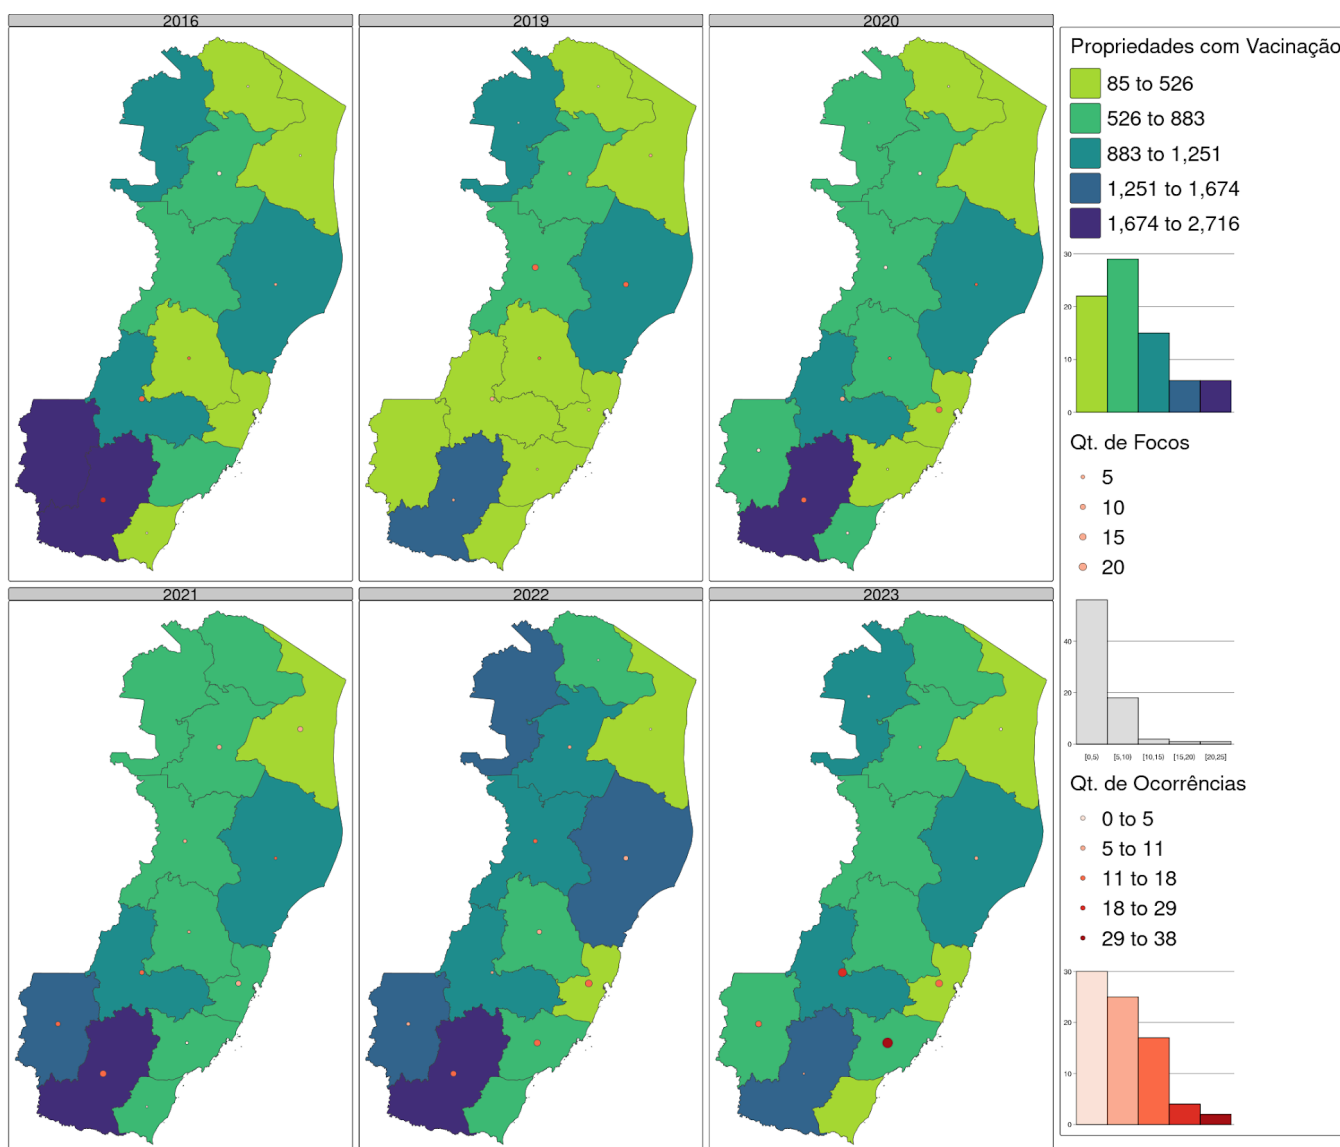 2016
2019
2020
2021
2022
2023
Propriedades com Vacinação
85 to 526
526 to 883
883 to 1,251
1,251 to 1,674
1,674 to 2,716
30
20
10
0
Qt. de Focos
5
10
15
20
40
20
0
[0,5)
[5,10)
[10,15)
[15,20)
[20,25]
Qt. de Ocorrências
0 to 5
5 to 11
11 to 18
18 to 29
29 to 38
30
20
10
0